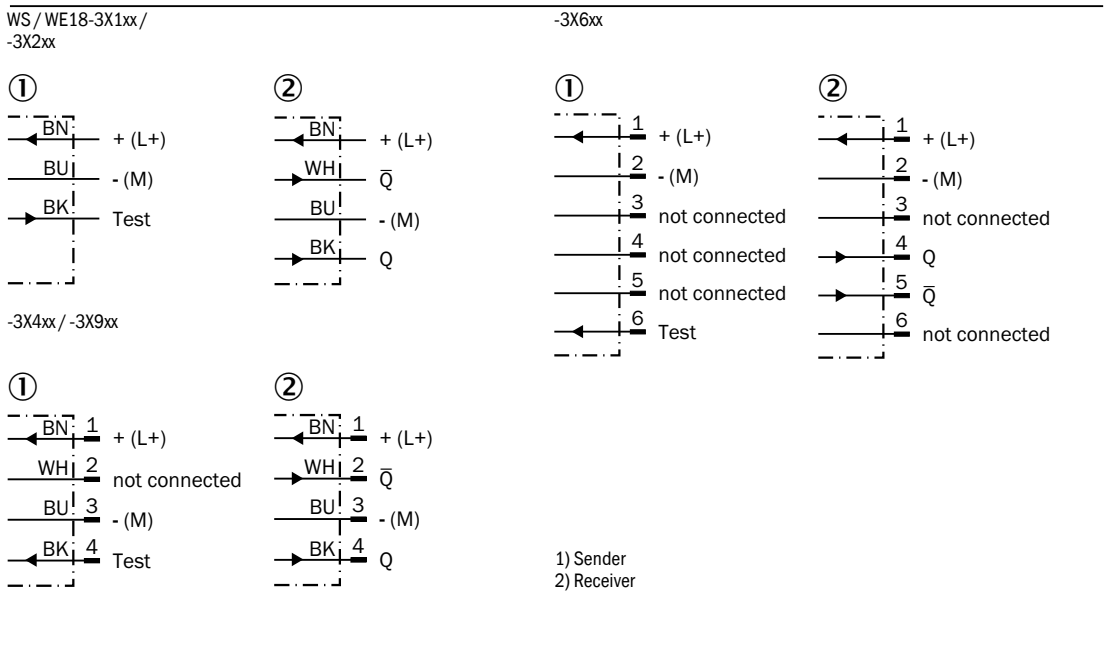 WS / WE18-3X1xx /
-3X2xx
①
BN + (L+)
BU - (M)
BK Test
②
BN + (L+)
WH Q̅
BU - (M)
BK Q
-3X4xx / -3X9xx
①
BN 1 + (L+)
WH 2 not connected
BU 3 - (M)
BK 4 Test
②
BN 1 + (L+)
WH 2 Q̅
BU 3 - (M)
BK 4 Q
-3X6xx
①
1 + (L+)
2 - (M)
3 not connected
4 not connected
5 not connected
6 Test
②
1 + (L+)
2 - (M)
3 not connected
4 Q
5 Q̅
6 not connected
1) Sender
2) Receiver